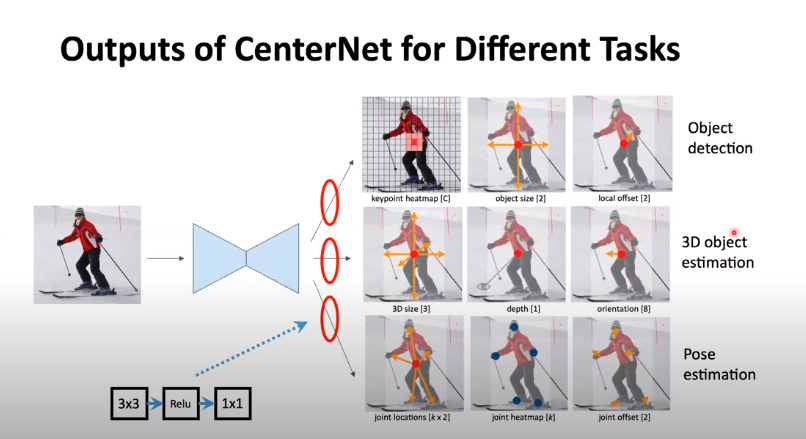 Outputs of CenterNet for Different Tasks
keypoint heatmap [C]
object size [2]
local offset [2]
Object
detection
3D size [3]
depth [1]
orientation [8]
3D object
estimation
joint locations [k x 2]
joint heatmap [k]
joint offset [2]
Pose
estimation
3x3
Relu
1x1